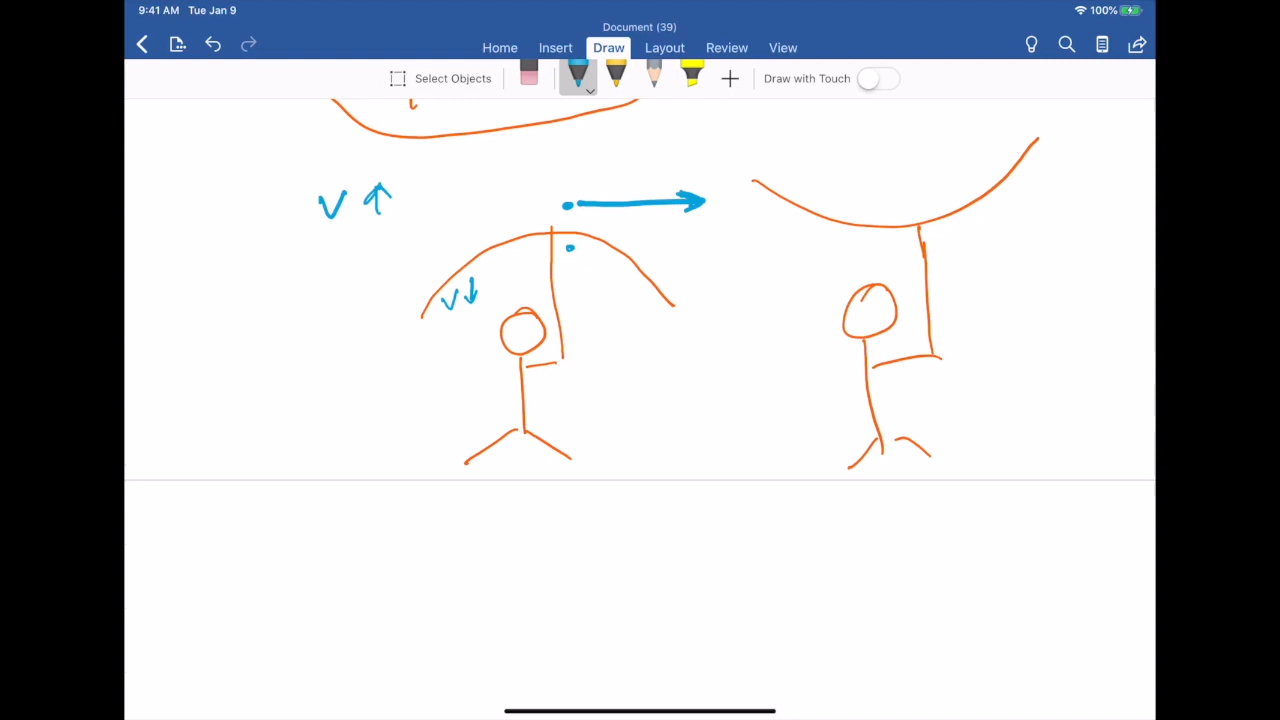 9:41 AM Tue Jan 9
100%
Document (39)
Home Insert Draw Layout Review View
Select Objects
Draw with Touch
V ↑
V ↓